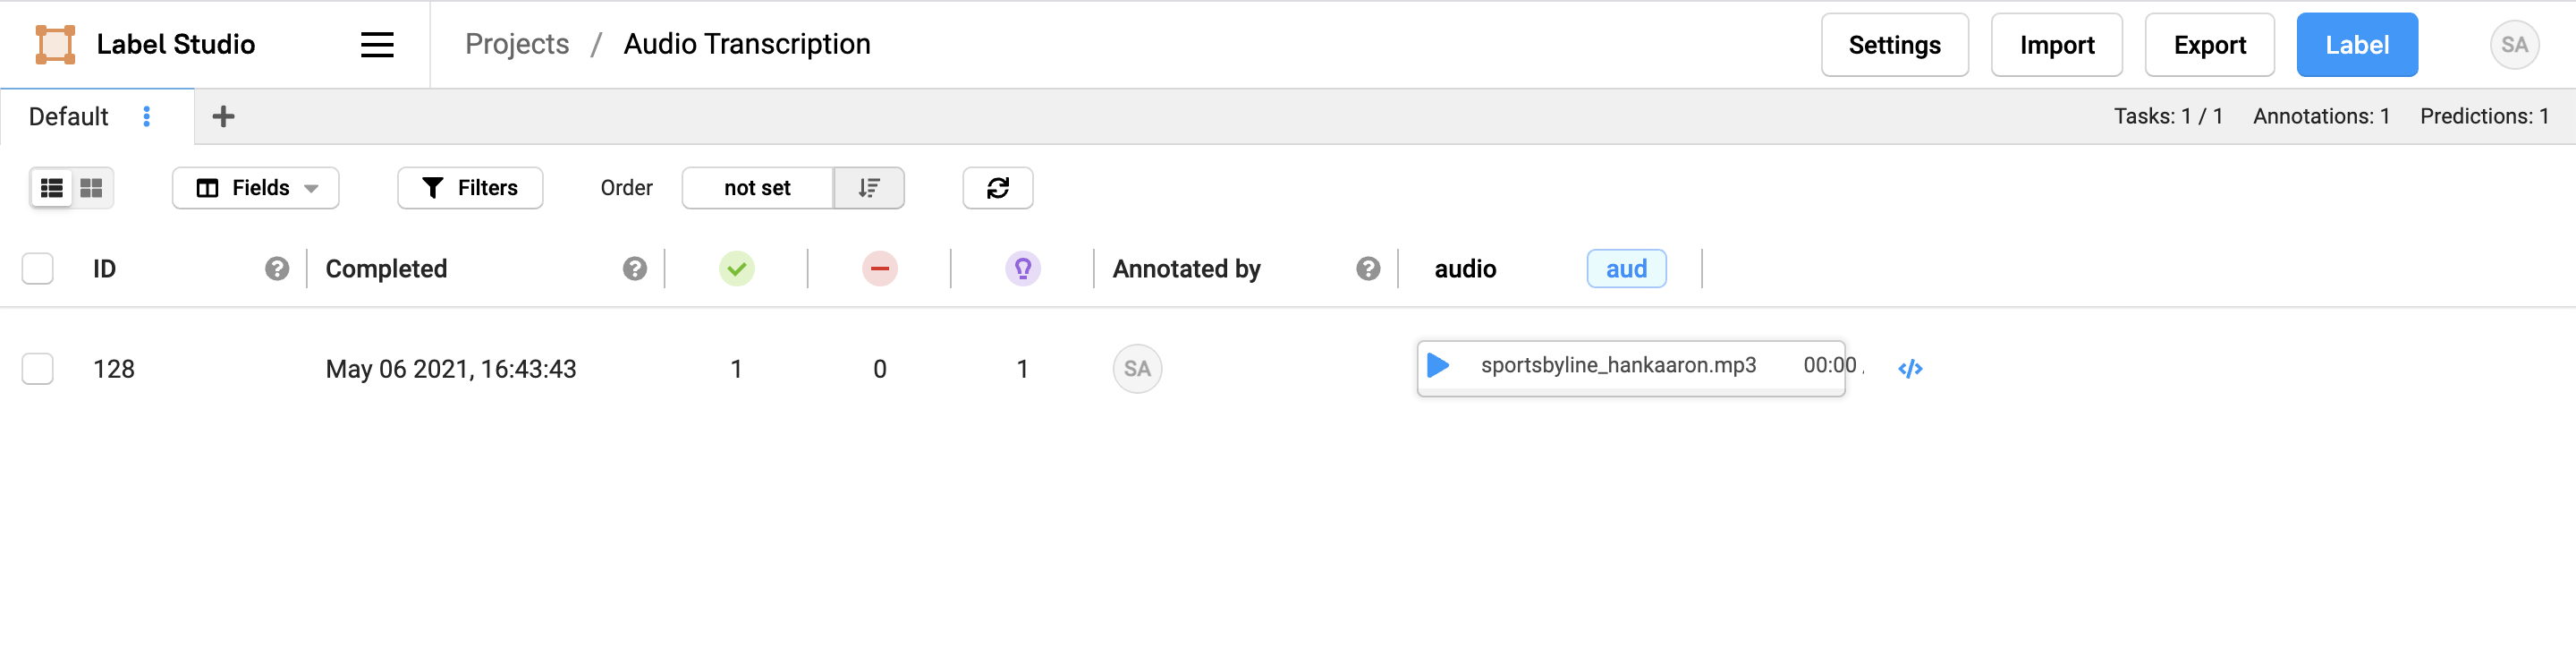 Label Studio Projects / Audio Transcription Settings Import Export Label SA
Default + Tasks: 1 / 1 Annotations: 1 Predictions: 1
Fields Filters Order not set
ID ? Completed ? Annotated by ? audio aud
128 May 06 2021, 16:43:43 1 0 1 SA sportsbyline_hankaaron.mp3 00:00 </>